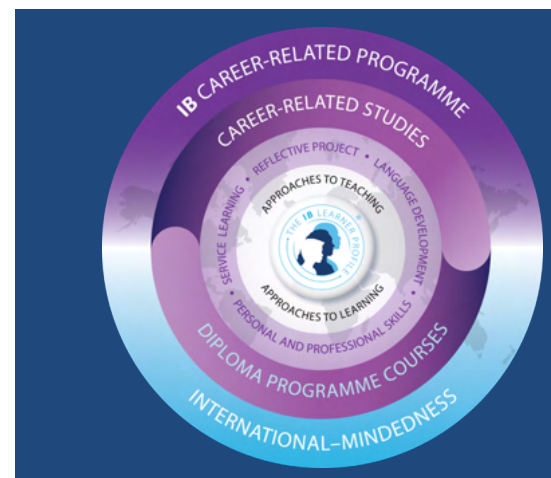 IB CAREER-RELATED PROGRAMME
CAREER-RELATED STUDIES
SERVICE LEARNING • REFLECTIVE PROJECT • LANGUAGE DEVELOPMENT • PERSONAL AND PROFESSIONAL SKILLS •
APPROACHES TO TEACHING
THE IB LEARNER PROFILE ®
APPROACHES TO LEARNING
DIPLOMA PROGRAMME COURSES
INTERNATIONAL–MINDEDNESS